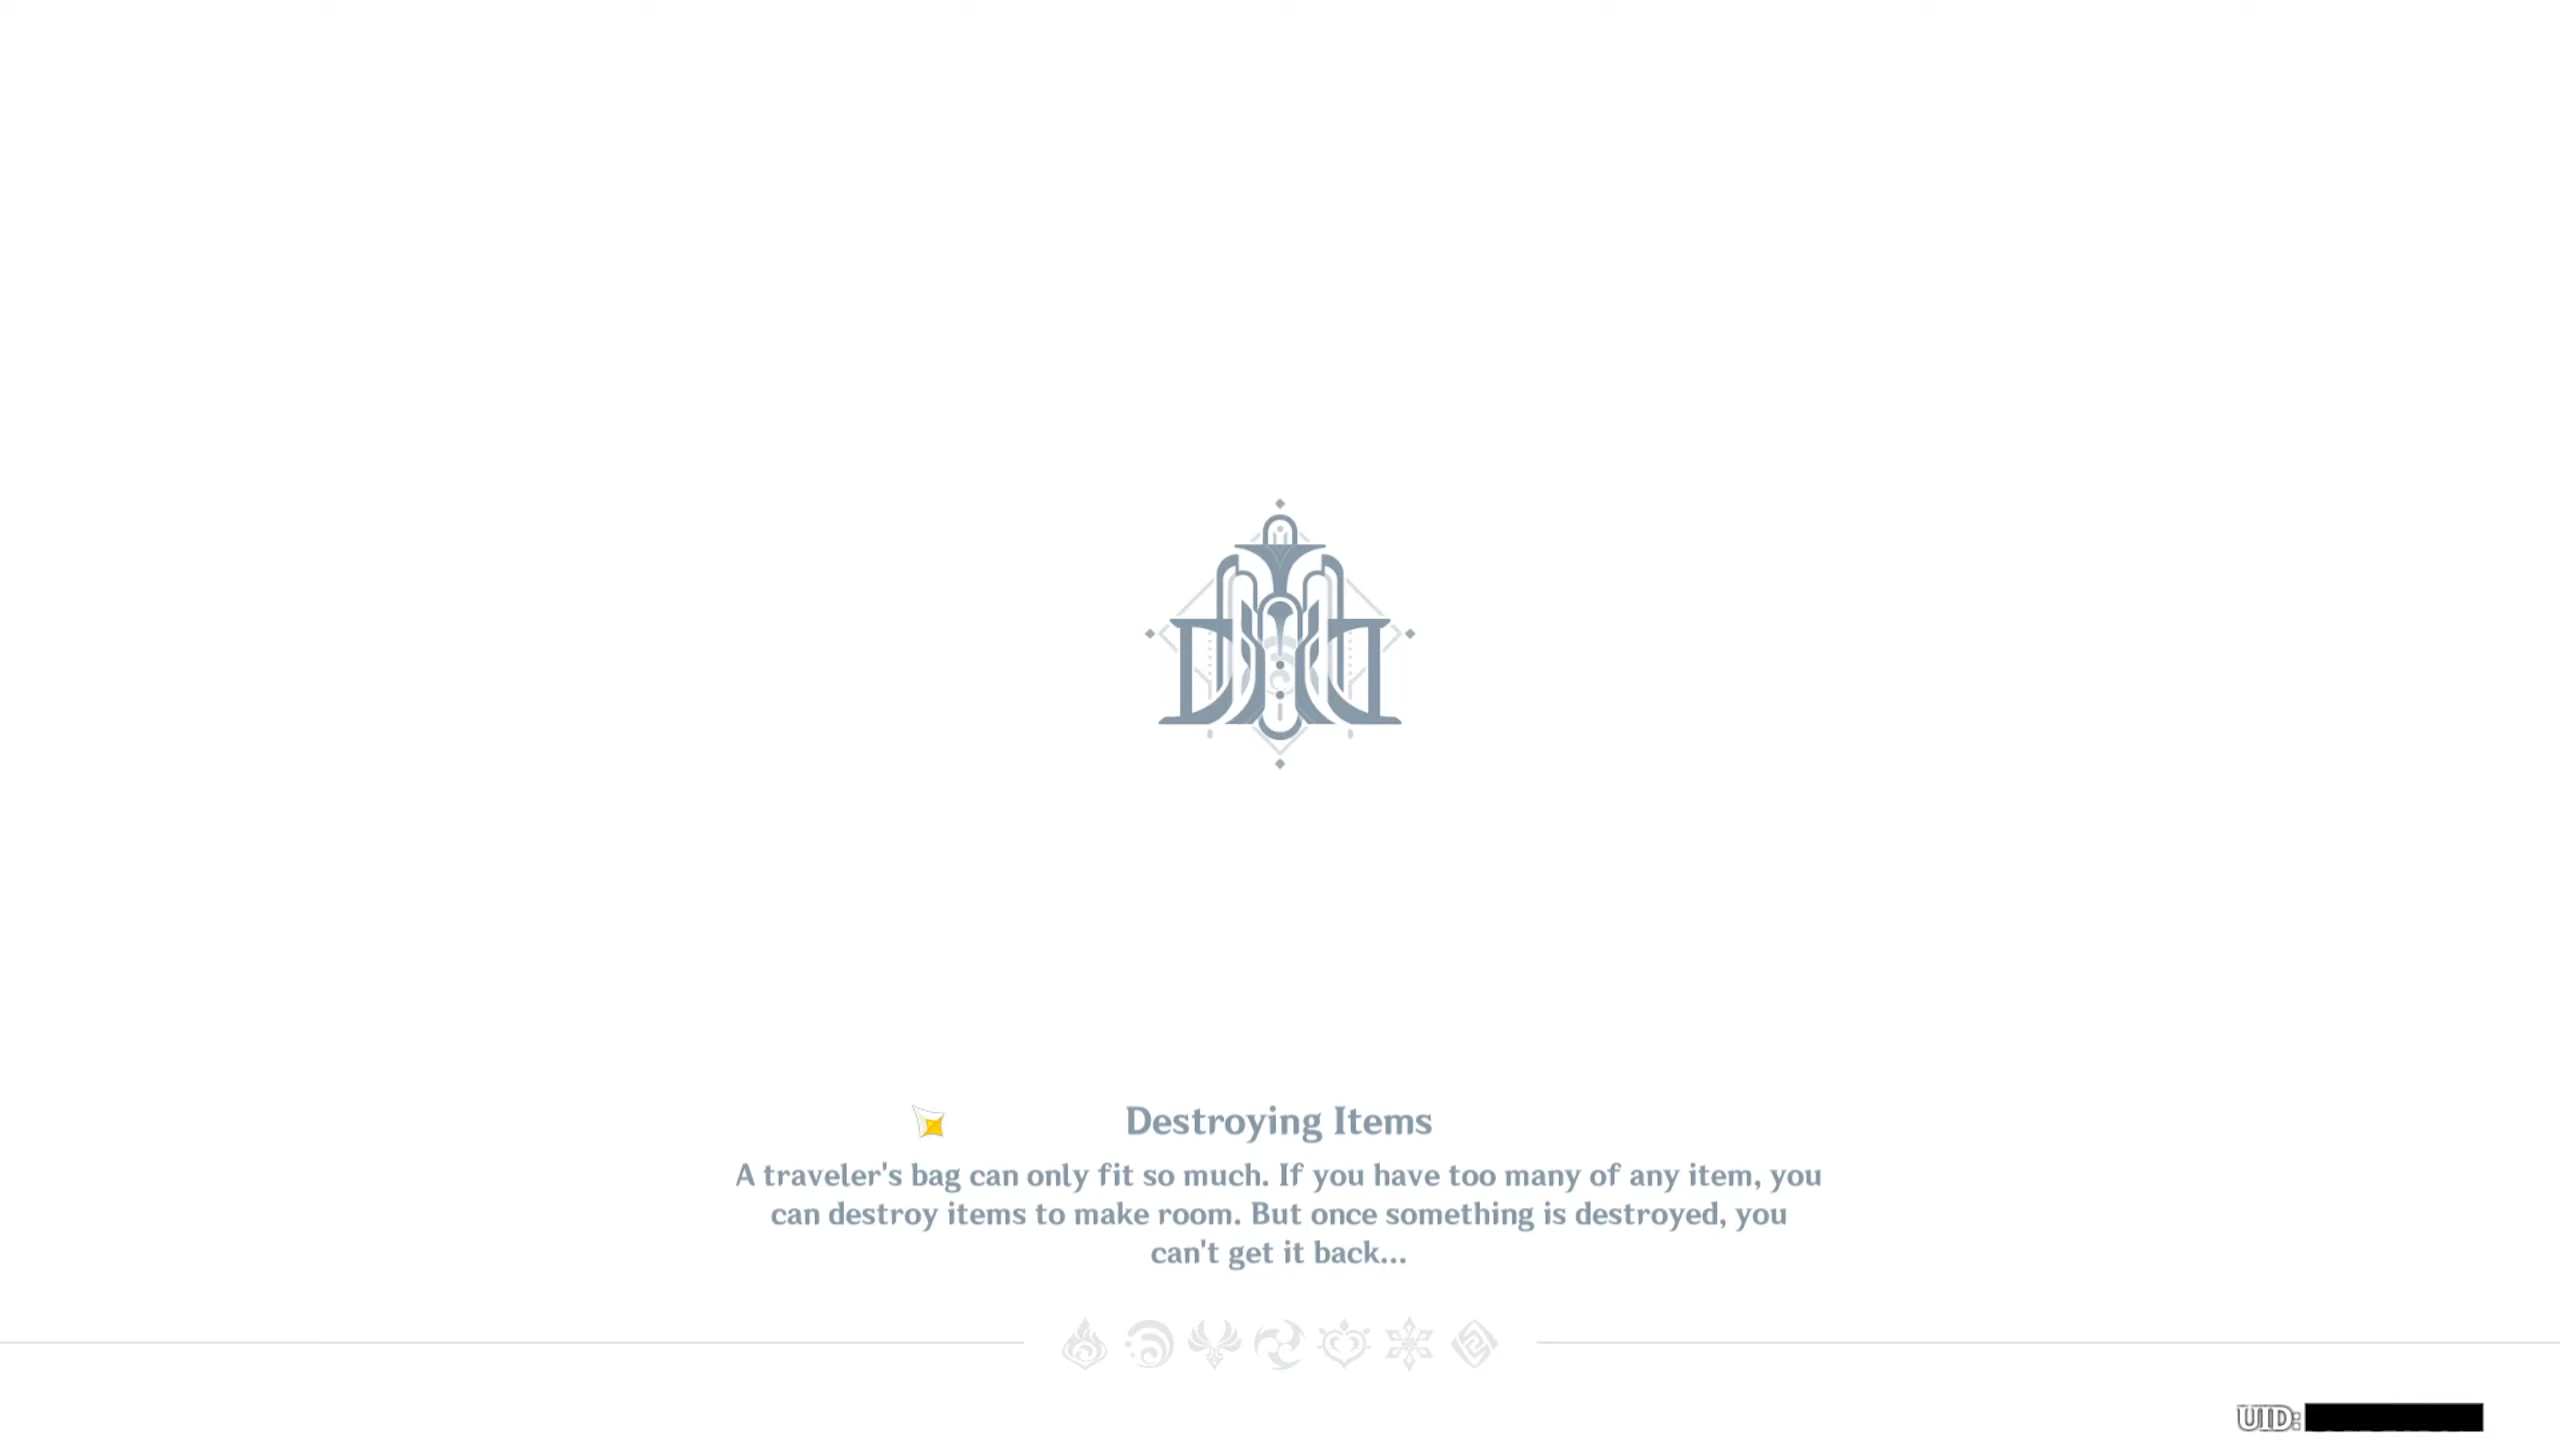 Destroying Items
A traveler's bag can only fit so much. If you have too many of any item, you
can destroy items to make room. But once something is destroyed, you
can't get it back...
UID: